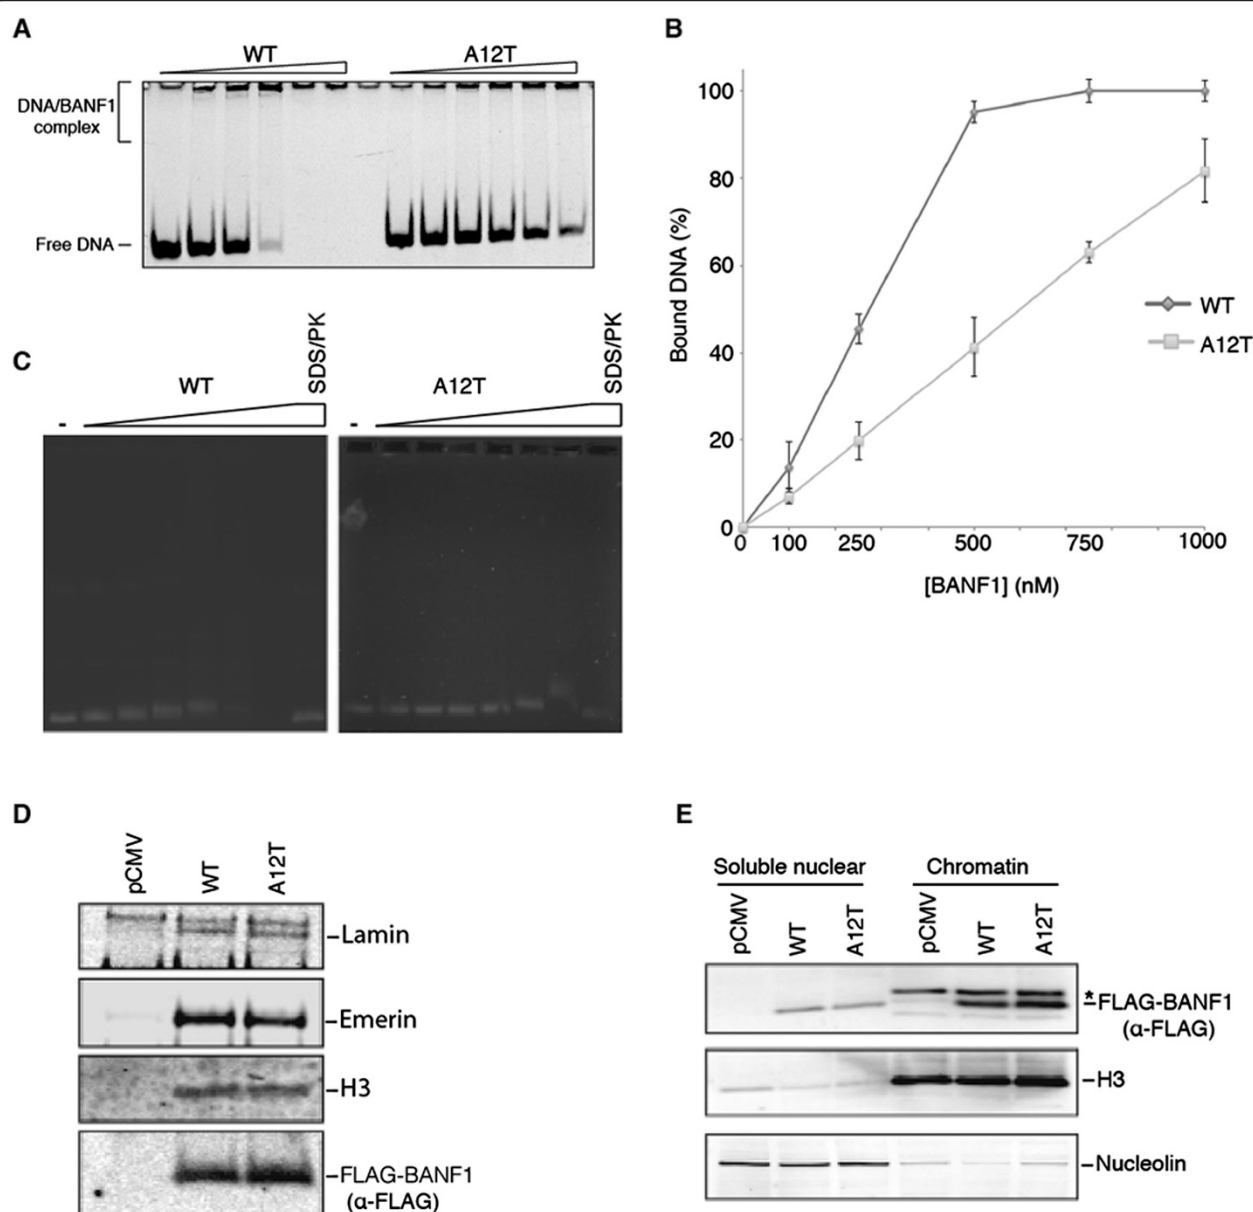 A
WT
A12T
DNA/BANF1
complex
Free DNA
B
100
80
60
40
20
0
0 100 250 500 750 1000
Bound DNA (%)
[BANF1] (nM)
WT
A12T
C
WT
SDS/PK
A12T
SDS/PK
-
-
D
pCMV
WT
A12T
Lamin
Emerin
H3
FLAG-BANF1
(α-FLAG)
E
Soluble nuclear
Chromatin
pCMV
WT
A12T
pCMV
WT
A12T
*
FLAG-BANF1
(α-FLAG)
H3
Nucleolin